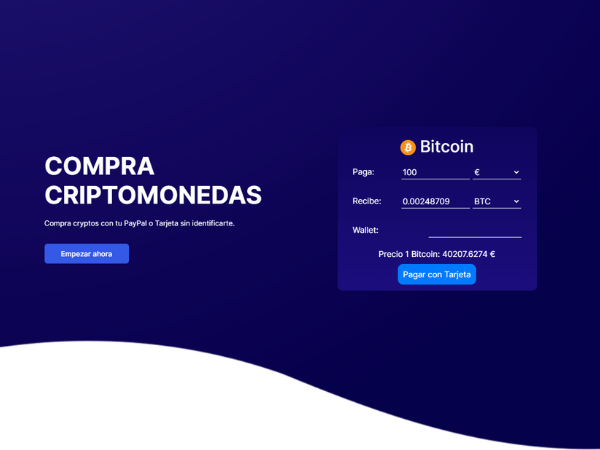 COMPRA
CRIPTOMONEDAS
Compra cryptos con tu PayPal o Tarjeta sin identificarte.
Empezar ahora
Bitcoin
Paga: 100 €
Recibe: 0.00248709 BTC
Wallet:
Precio 1 Bitcoin: 40207.6274 €
Pagar con Tarjeta